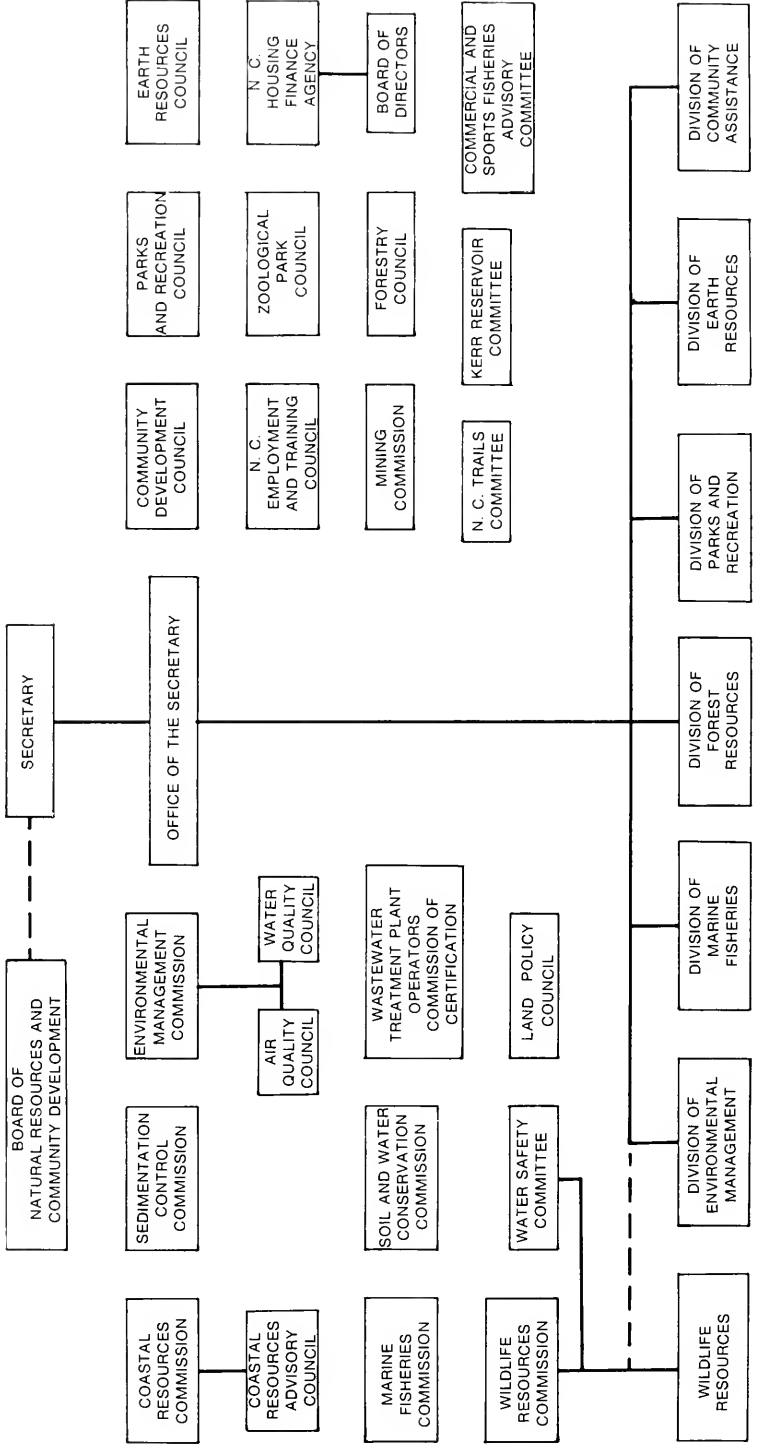 BOARD OF
NATURAL RESOURCES AND
COMMUNITY DEVELOPMENT
SECRETARY
OFFICE OF THE SECRETARY
COASTAL
RESOURCES
COMMISSION
SEDIMENTATION
CONTROL
COMMISSION
ENVIRONMENTAL
MANAGEMENT
COMMISSION
COMMUNITY
DEVELOPMENT
COUNCIL
PARKS
AND RECREATION
COUNCIL
EARTH
RESOURCES
COUNCIL
COASTAL
RESOURCES
ADVISORY
COUNCIL
AIR
QUALITY
COUNCIL
WATER
QUALITY
COUNCIL
N. C.
EMPLOYMENT
AND TRAINING
COUNCIL
ZOOLOGICAL
PARK
COUNCIL
N C.
HOUSING
FINANCE
AGENCY
MARINE
FISHERIES
COMMISSION
SOIL AND WATER
CONSERVATION
COMMISSION
WASTEWATER
TREATMENT PLANT
OPERATORS
COMMISSION OF
CERTIFICATION
MINING
COMMISSION
FORESTRY
COUNCIL
BOARD OF
DIRECTORS
WILDLIFE
RESOURCES
COMMISSION
WATER SAFETY
COMMITTEE
LAND POLICY
COUNCIL
N. C. TRAILS
COMMITTEE
KERR RESERVOIR
COMMITTEE
COMMERCIAL AND
SPORTS FISHERIES
ADVISORY
COMMITTEE
WILDLIFE
RESOURCES
DIVISION OF
ENVIRONMENTAL
MANAGEMENT
DIVISION OF
MARINE
FISHERIES
DIVISION OF
FOREST
RESOURCES
DIVISION OF
PARKS AND
RECREATION
DIVISION OF
EARTH
RESOURCES
DIVISION OF
COMMUNITY
ASSISTANCE